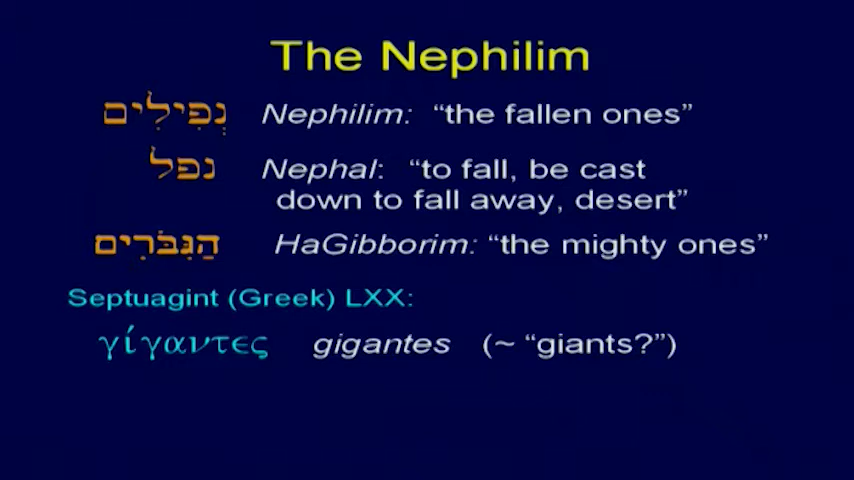 The Nephilim
נְפִילִים Nephilim: “the fallen ones”
נפל Nephal: “to fall, be cast
down to fall away, desert”
הַגִּבֹּרִים HaGibborim: “the mighty ones”
Septuagint (Greek) LXX:
γίγαντες gigantes (~ “giants?”)